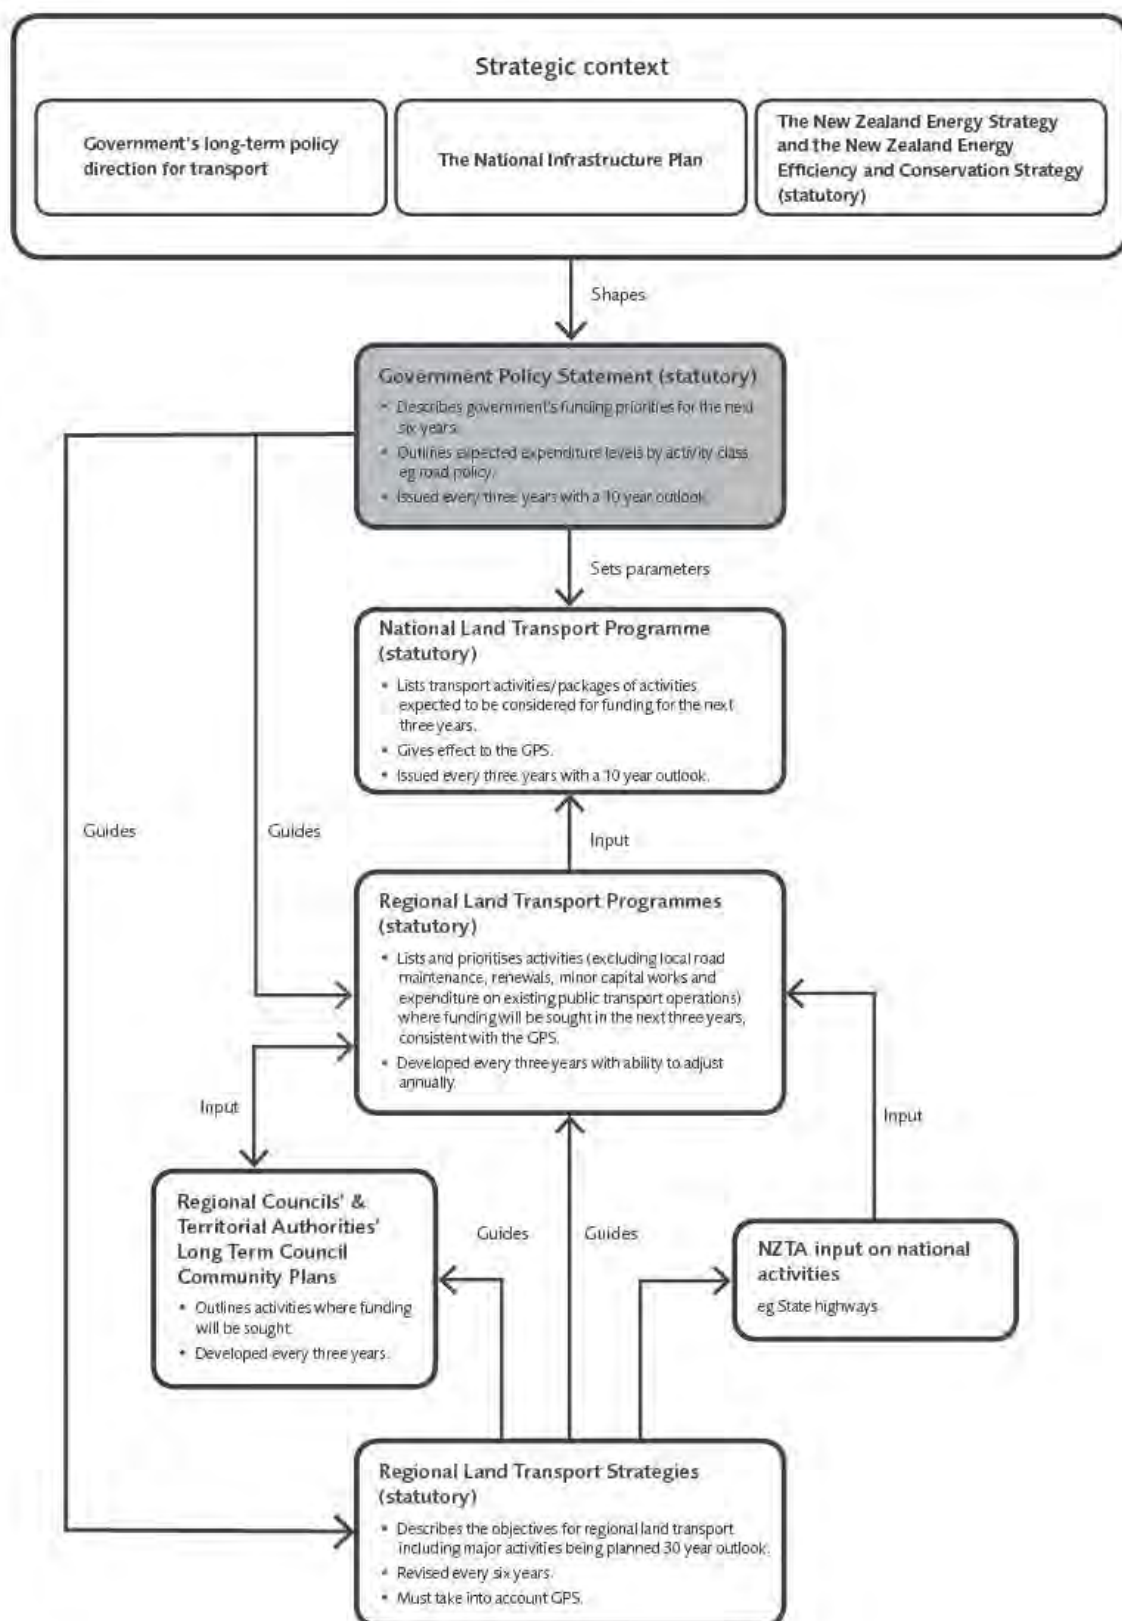 Strategic context
Government's long-term policy
direction for transport
The National Infrastructure Plan
The New Zealand Energy Strategy
and the New Zealand Energy
Efficiency and Conservation Strategy
(statutory)
Shapes
Government Policy Statement (statutory)
• Describes government's funding priorities for the next
six years.
• Outlines expected expenditure levels by activity class
eg road policy.
• Issued every three years with a 10 year outlook.
Sets parameters
National Land Transport Programme
(statutory)
• Lists transport activities/packages of activities
expected to be considered for funding for the next
three years.
• Gives effect to the GPS.
• Issued every three years with a 10 year outlook.
Guides
Guides
Input
Regional Land Transport Programmes
(statutory)
• Lists and prioritises activities (excluding local road
maintenance, renewals, minor capital works and
expenditure on existing public transport operations)
where funding will be sought in the next three years,
consistent with the GPS.
• Developed every three years with ability to adjust
annually.
Input
Input
Regional Councils' &
Territorial Authorities'
Long Term Council
Community Plans
• Outlines activities where funding
will be sought.
• Developed every three years.
Guides
Guides
NZTA input on national
activities
eg State highways
Regional Land Transport Strategies
(statutory)
• Describes the objectives for regional land transport
including major activities being planned 30 year outlook.
• Revised every six years.
• Must take into account GPS.